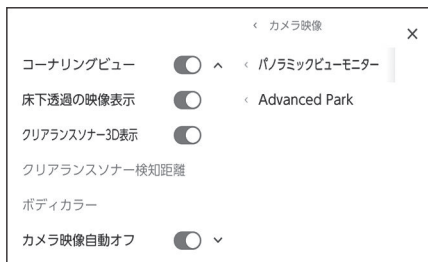 カメラ映像
コーナリングビュー
パノラミックビューモニター
床下透過の映像表示
Advanced Park
クリアランスソナー3D表示
クリアランスソナー検知距離
ボディカラー
カメラ映像自動オフ